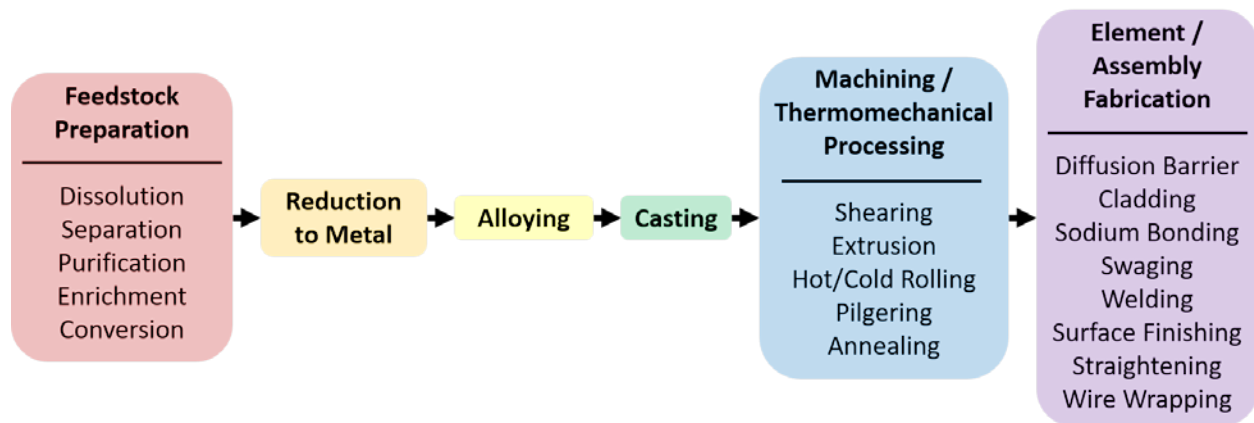 Feedstock
Preparation
Dissolution
Separation
Purification
Enrichment
Conversion
Reduction
to Metal
Alloying
Casting
Machining /
Thermomechanical
Processing
Shearing
Extrusion
Hot/Cold Rolling
Pilgering
Annealing
Element /
Assembly
Fabrication
Diffusion Barrier
Cladding
Sodium Bonding
Swaging
Welding
Surface Finishing
Straightening
Wire Wrapping